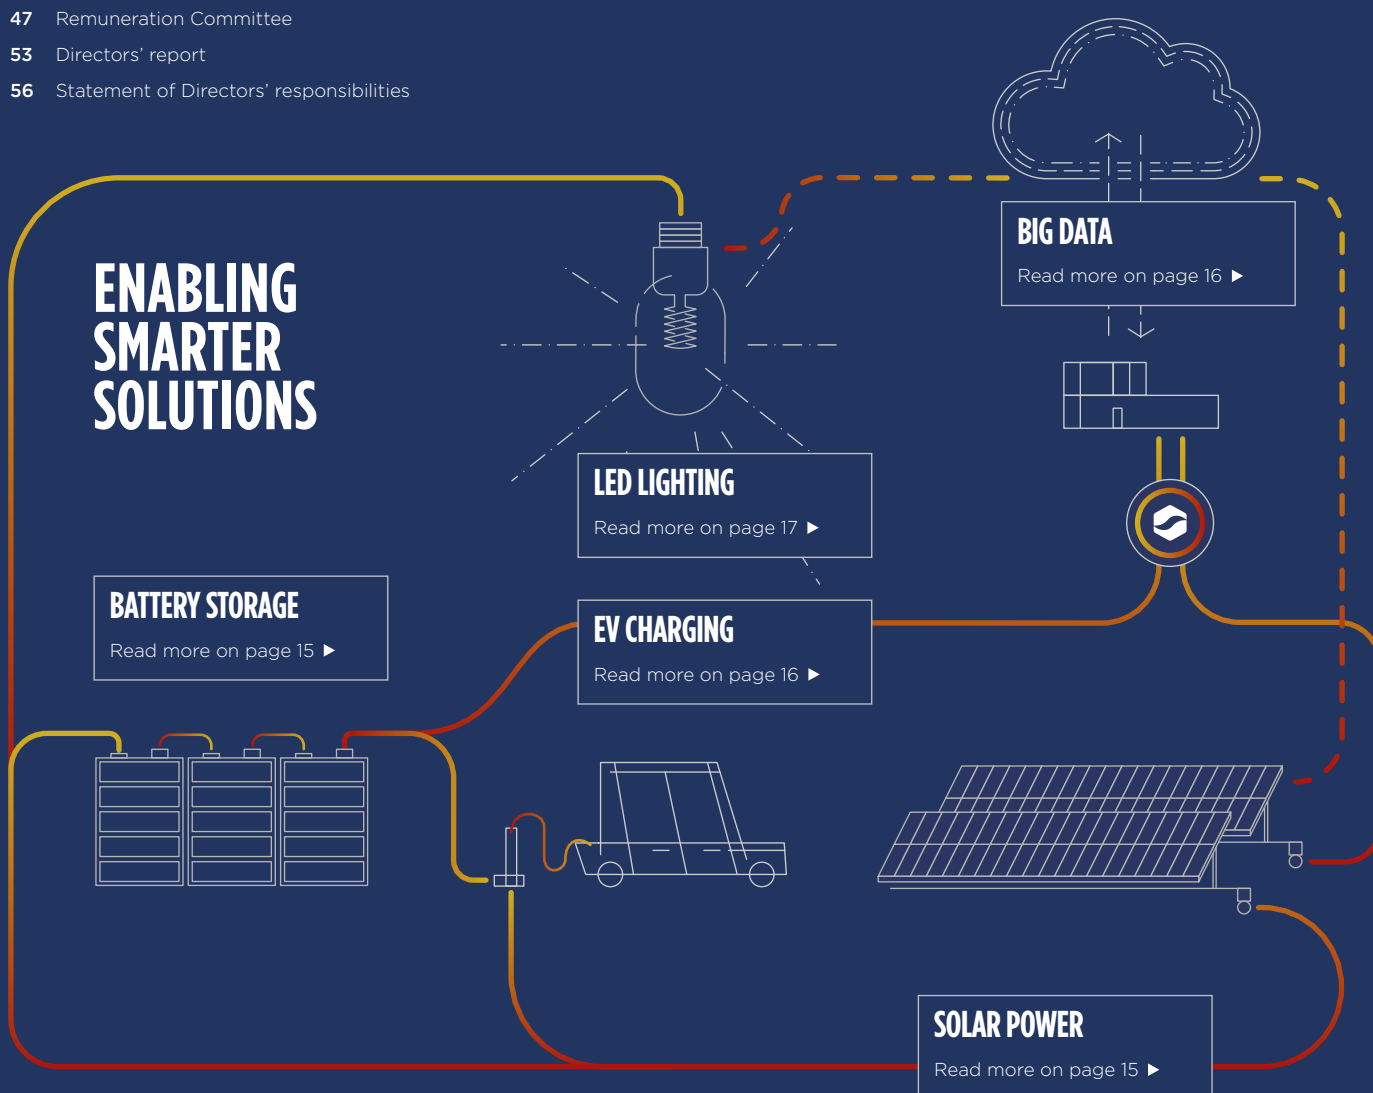 47 Remuneration Committee
53 Directors’ report
56 Statement of Directors’ responsibilities
ENABLING
SMARTER
SOLUTIONS
BIG DATA
Read more on page 16 ►
LED LIGHTING
Read more on page 17 ►
BATTERY STORAGE
Read more on page 15 ►
EV CHARGING
Read more on page 16 ►
SOLAR POWER
Read more on page 15 ►